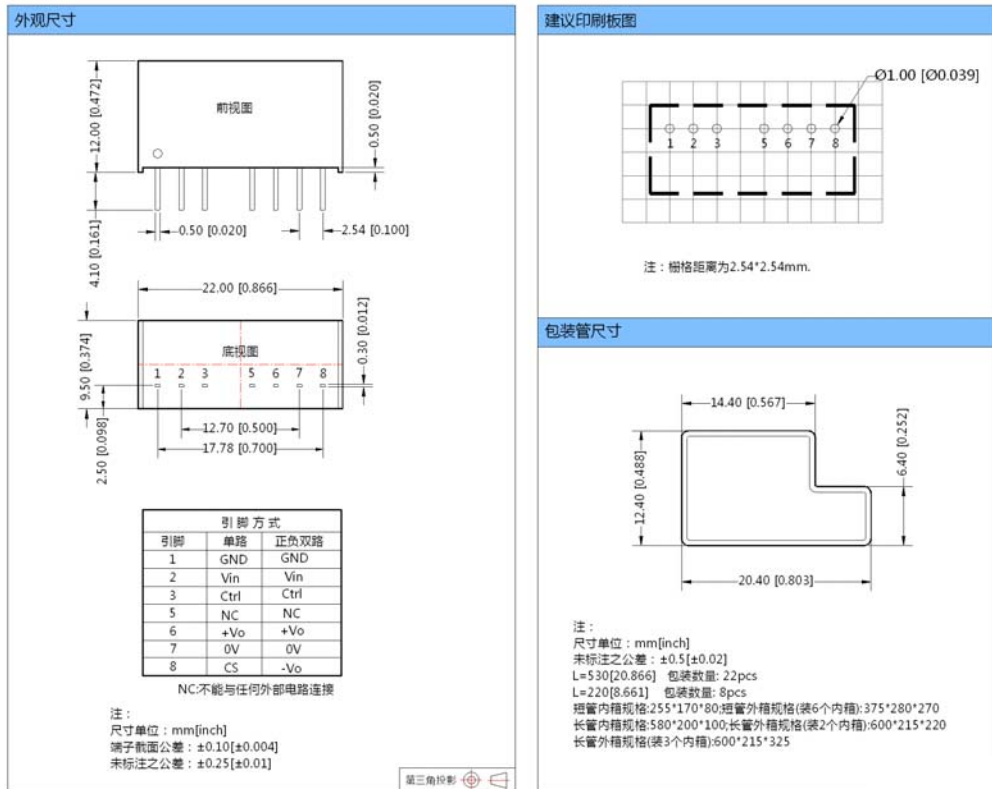 外观尺寸
前视图
12.00 [0.472]
0.50 [0.020]
4.10 [0.161]
0.50 [0.020]
2.54 [0.100]
22.00 [0.866]
底视图
9.50 [0.374]
0.30 [0.012]
1 2 3 5 6 7 8
2.50 [0.098]
12.70 [0.500]
17.78 [0.700]
引脚方式
引脚 单路 正负双路
1 GND GND
2 Vin Vin
3 Ctrl Ctrl
5 NC NC
6 +Vo +Vo
7 0V 0V
8 CS -Vo
NC:不能与任何外部电路连接
注：
尺寸单位：mm[inch]
端子截面公差：±0.10[±0.004]
未标注之公差：±0.25[±0.01]
第三角投影
建议印刷板图
Ø1.00 [Ø0.039]
1 2 3 5 6 7 8
注：栅格距离为2.54*2.54mm.
包装管尺寸
14.40 [0.567]
12.40 [0.488]
6.40 [0.252]
20.40 [0.803]
注：
尺寸单位：mm[inch]
未标注之公差：±0.5[±0.02]
L=530[20.866] 包装数量: 22pcs
L=220[8.661] 包装数量: 8pcs
短管内箱规格:255*170*80;短管外箱规格(装6个内箱):375*280*270
长管内箱规格:580*200*100;长管外箱规格(装2个内箱):600*215*220
长管外箱规格(装3个内箱):600*215*325